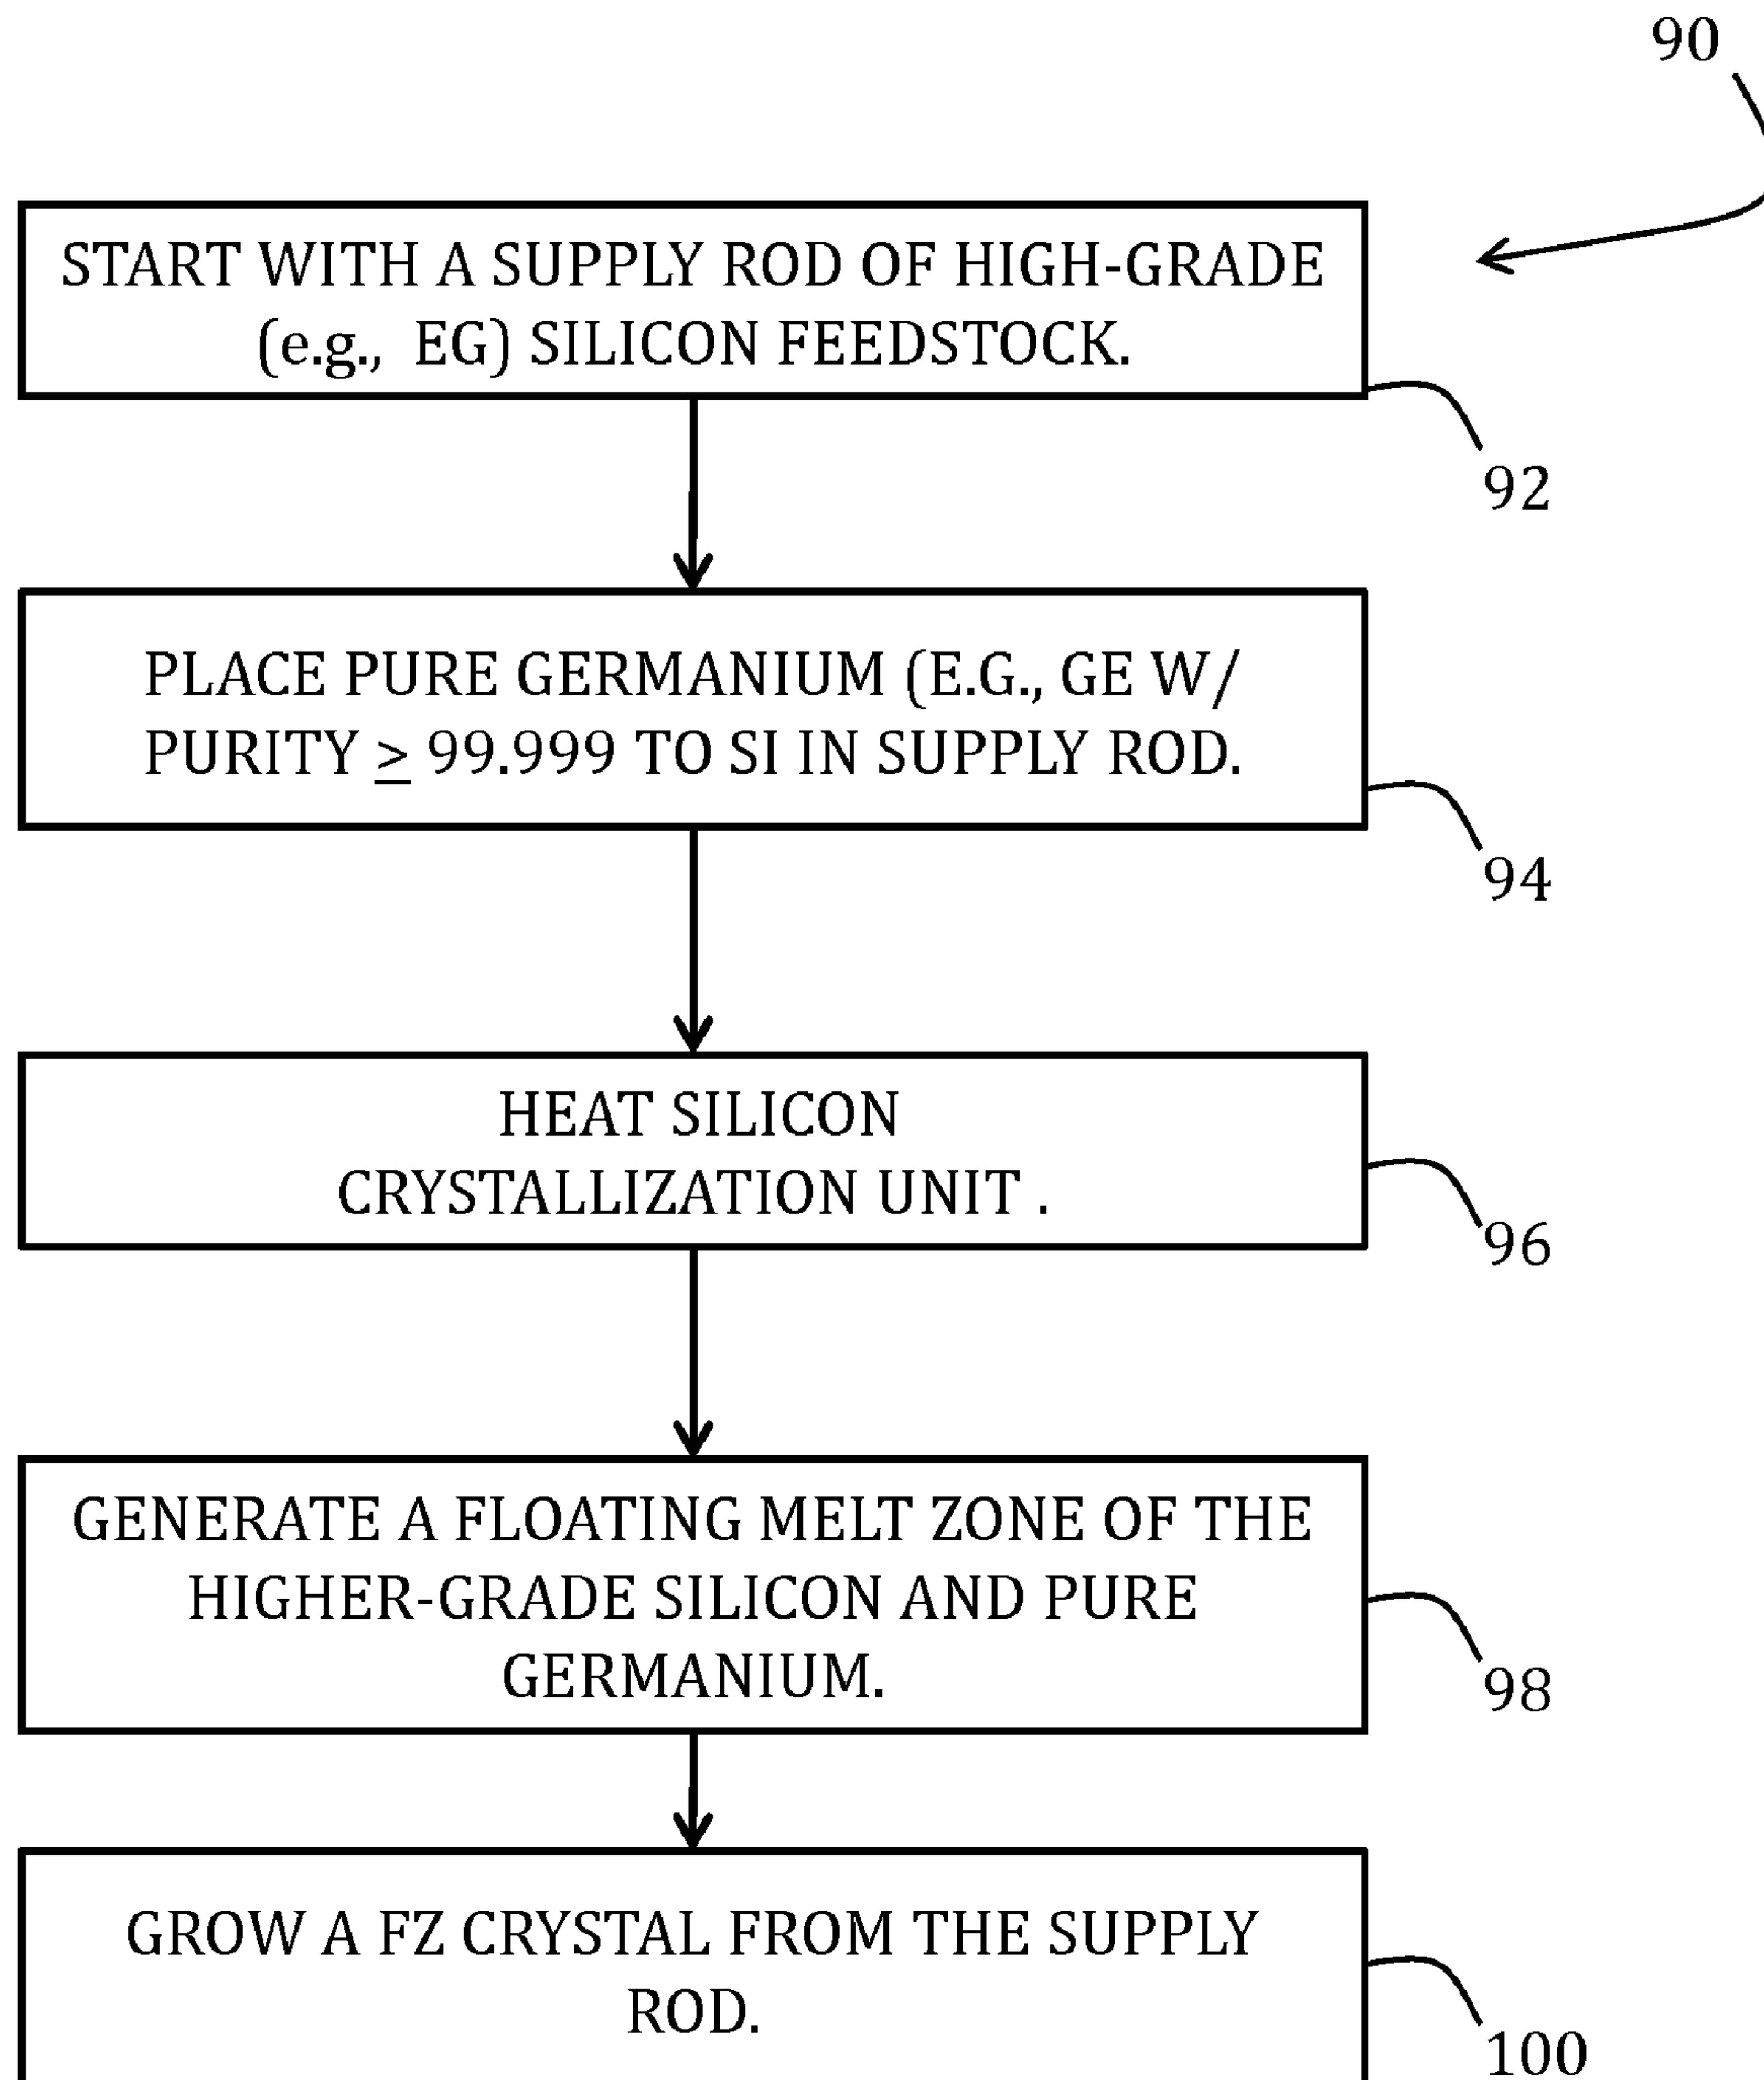 90
START WITH A SUPPLY ROD OF HIGH-GRADE
(e.g., EG) SILICON FEEDSTOCK.
92
PLACE PURE GERMANIUM (E.G., GE W/
PURITY ≥ 99.999 TO SI IN SUPPLY ROD.
94
HEAT SILICON
CRYSTALLIZATION UNIT .
96
GENERATE A FLOATING MELT ZONE OF THE
HIGHER-GRADE SILICON AND PURE
GERMANIUM.
98
GROW A FZ CRYSTAL FROM THE SUPPLY
ROD.
100